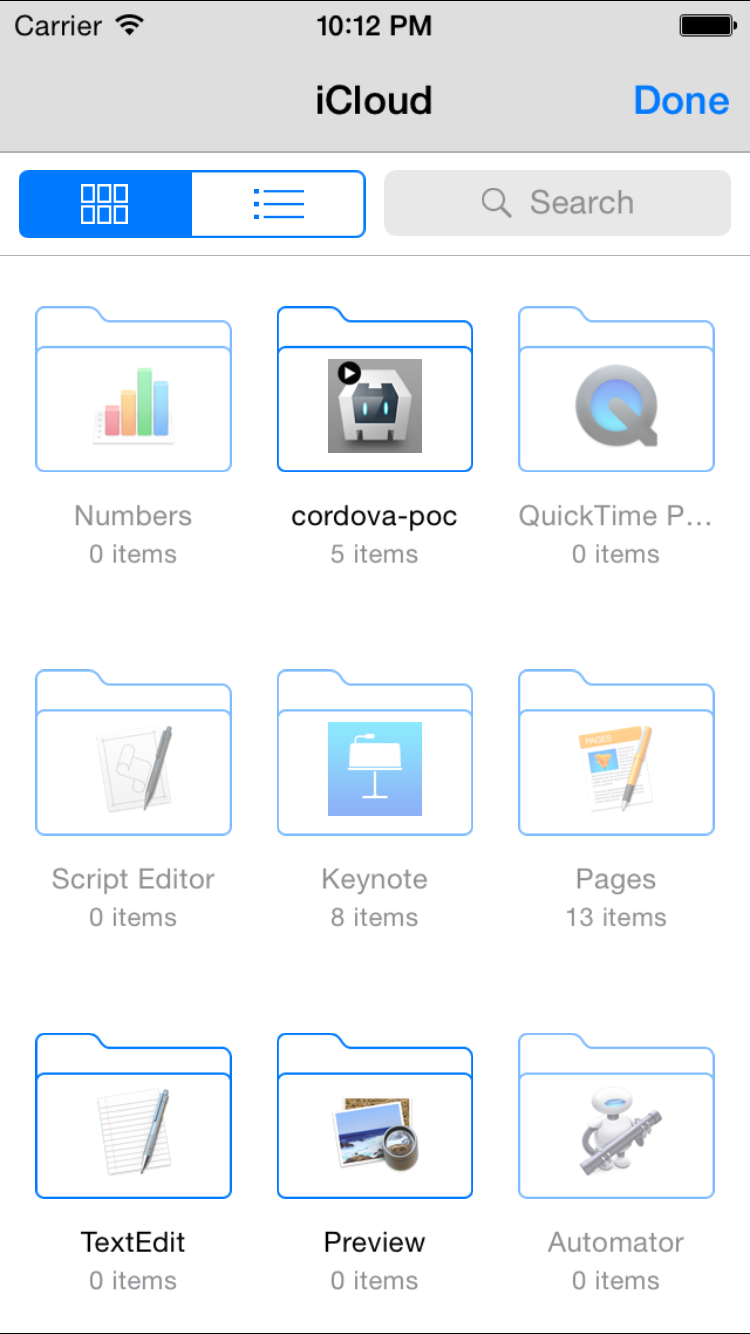 Carrier 10:12 PM
iCloud Done
Search
Numbers cordova-poc QuickTime P...
0 items 5 items 0 items
PAGES
Script Editor Keynote Pages
0 items 8 items 13 items
TextEdit Preview Automator
0 items 0 items 0 items